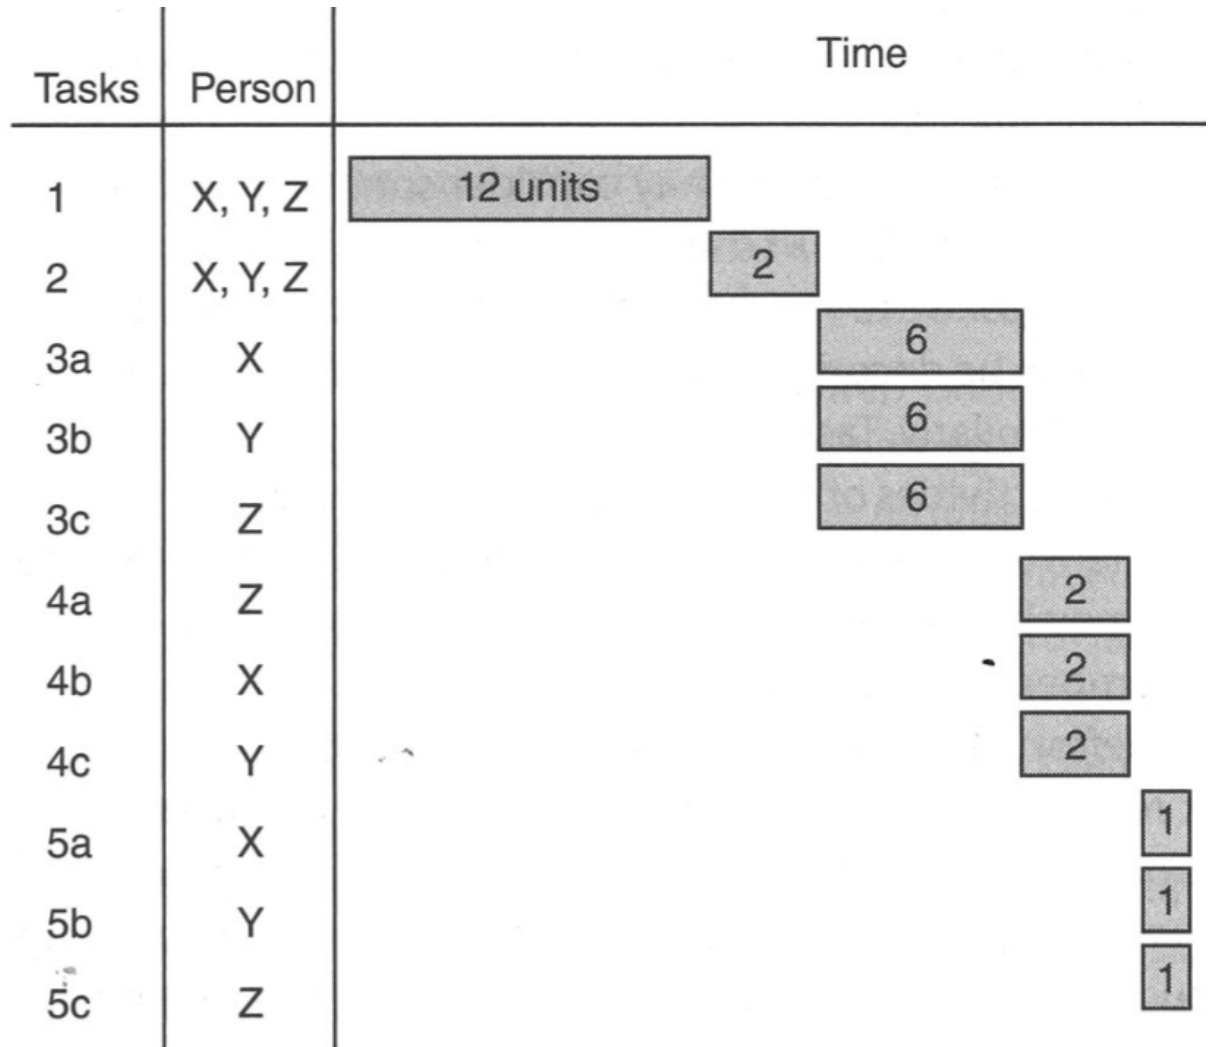 Time
Tasks Person
1 X, Y, Z 12 units
2 X, Y, Z 2
3a X 6
3b Y 6
3c Z 6
4a Z 2
4b X 2
4c Y 2
5a X 1
5b Y 1
5c Z 1